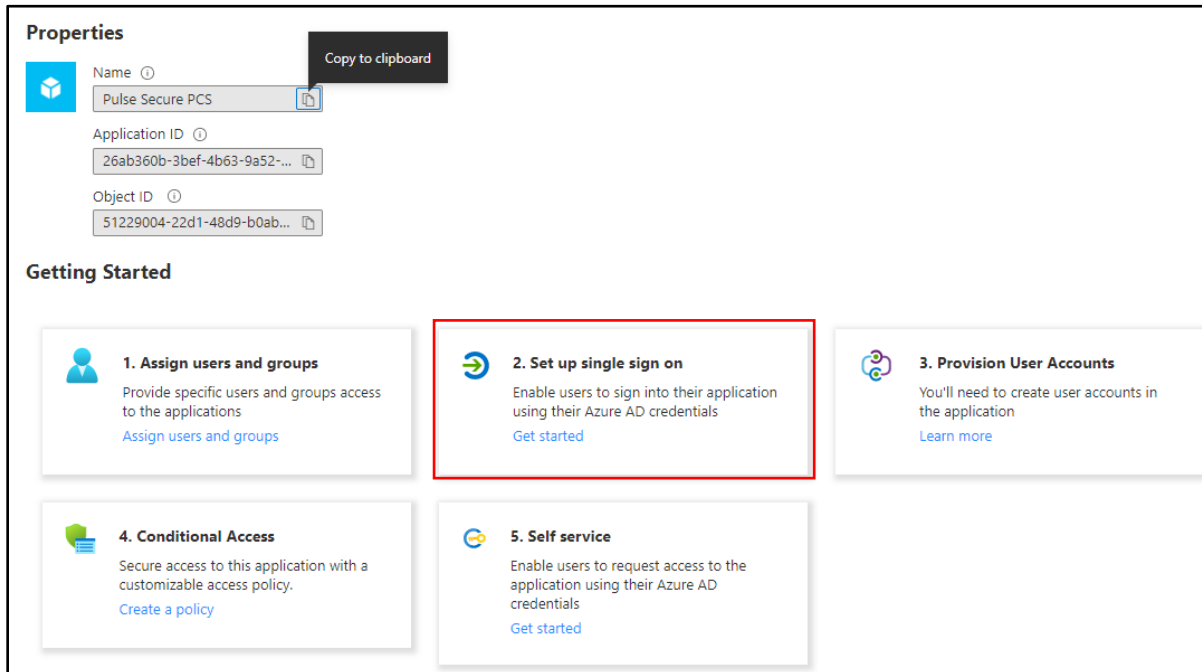 Properties
Copy to clipboard
Name
Pulse Secure PCS
Application ID
26ab360b-3bef-4b63-9a52-...
Object ID
51229004-22d1-48d9-b0ab...
Getting Started
1. Assign users and groups
Provide specific users and groups access
to the applications
Assign users and groups
2. Set up single sign on
Enable users to sign into their application
using their Azure AD credentials
Get started
3. Provision User Accounts
You'll need to create user accounts in
the application
Learn more
4. Conditional Access
Secure access to this application with a
customizable access policy.
Create a policy
5. Self service
Enable users to request access to the
application using their Azure AD
credentials
Get started